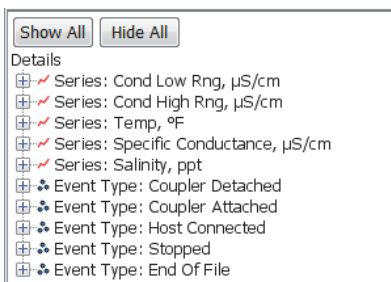 Show All Hide All
Details
Series: Cond Low Rng, µS/cm
Series: Cond High Rng, µS/cm
Series: Temp, °F
Series: Specific Conductance, µS/cm
Series: Salinity, ppt
Event Type: Coupler Detached
Event Type: Coupler Attached
Event Type: Host Connected
Event Type: Stopped
Event Type: End Of File